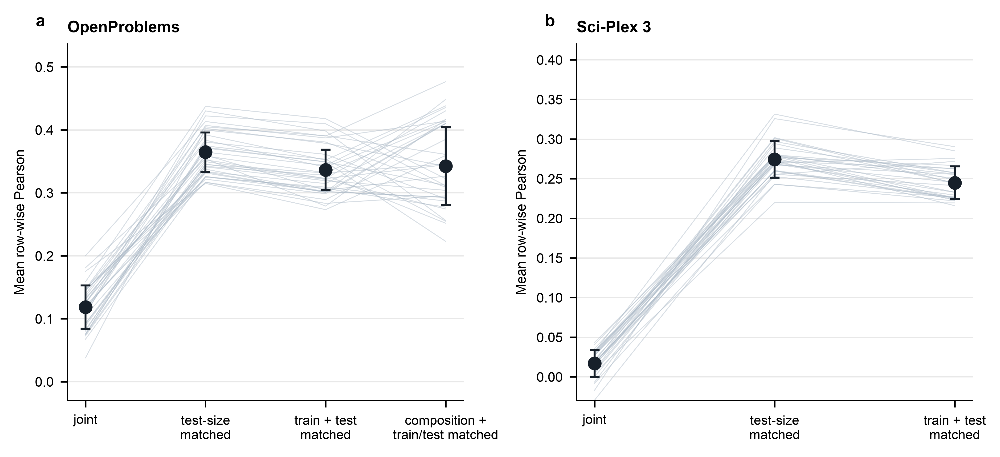 a
OpenProblems
Mean row-wise Pearson
0.5
0.4
0.3
0.2
0.1
0.0
joint
test-size
matched
train + test
matched
composition +
train/test matched
b
Sci-Plex 3
Mean row-wise Pearson
0.40
0.35
0.30
0.25
0.20
0.15
0.10
0.05
0.00
joint
test-size
matched
train + test
matched